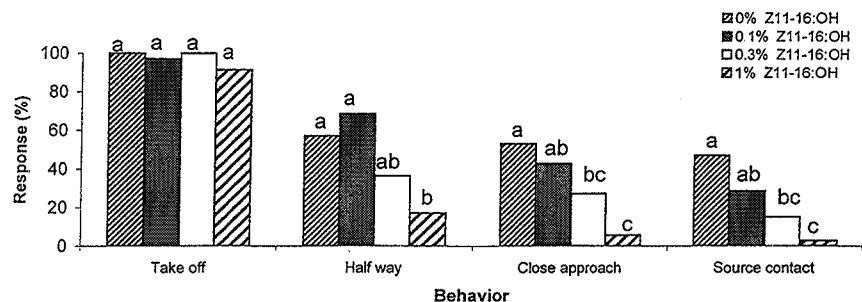 0% Z11-16:OH
0.1% Z11-16:OH
0.3% Z11-16:OH
1% Z11-16:OH
Response (%)
100
80
60
40
20
0
a a a a
a a ab b
a ab bc c
a ab bc c
Take off Half way Close approach Source contact
Behavior